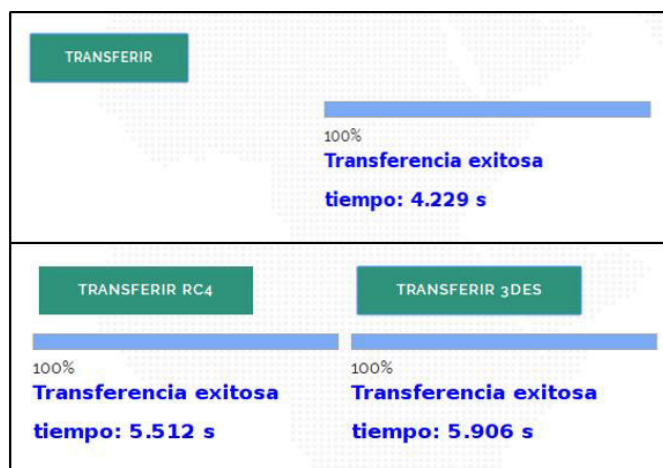 TRANSFERIR
100%
Transferencia exitosa
tiempo: 4.229 s
TRANSFERIR RC4
100%
Transferencia exitosa
tiempo: 5.512 s
TRANSFERIR 3DES
100%
Transferencia exitosa
tiempo: 5.906 s